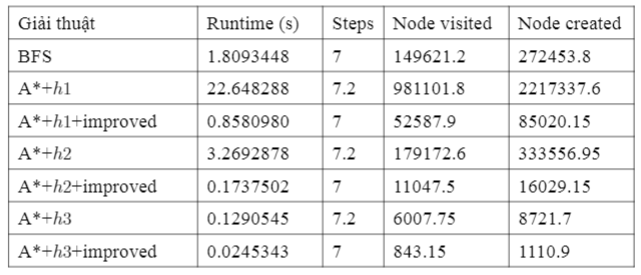 Giải thuật Runtime (s) Steps Node visited Node created
BFS 1.8093448 7 149621.2 272453.8
A*+h1 22.648288 7.2 981101.8 2217337.6
A*+h1+improved 0.8580980 7 52587.9 85020.15
A*+h2 3.2692878 7.2 179172.6 333556.95
A*+h2+improved 0.1737502 7 11047.5 16029.15
A*+h3 0.1290545 7.2 6007.75 8721.7
A*+h3+improved 0.0245343 7 843.15 1110.9